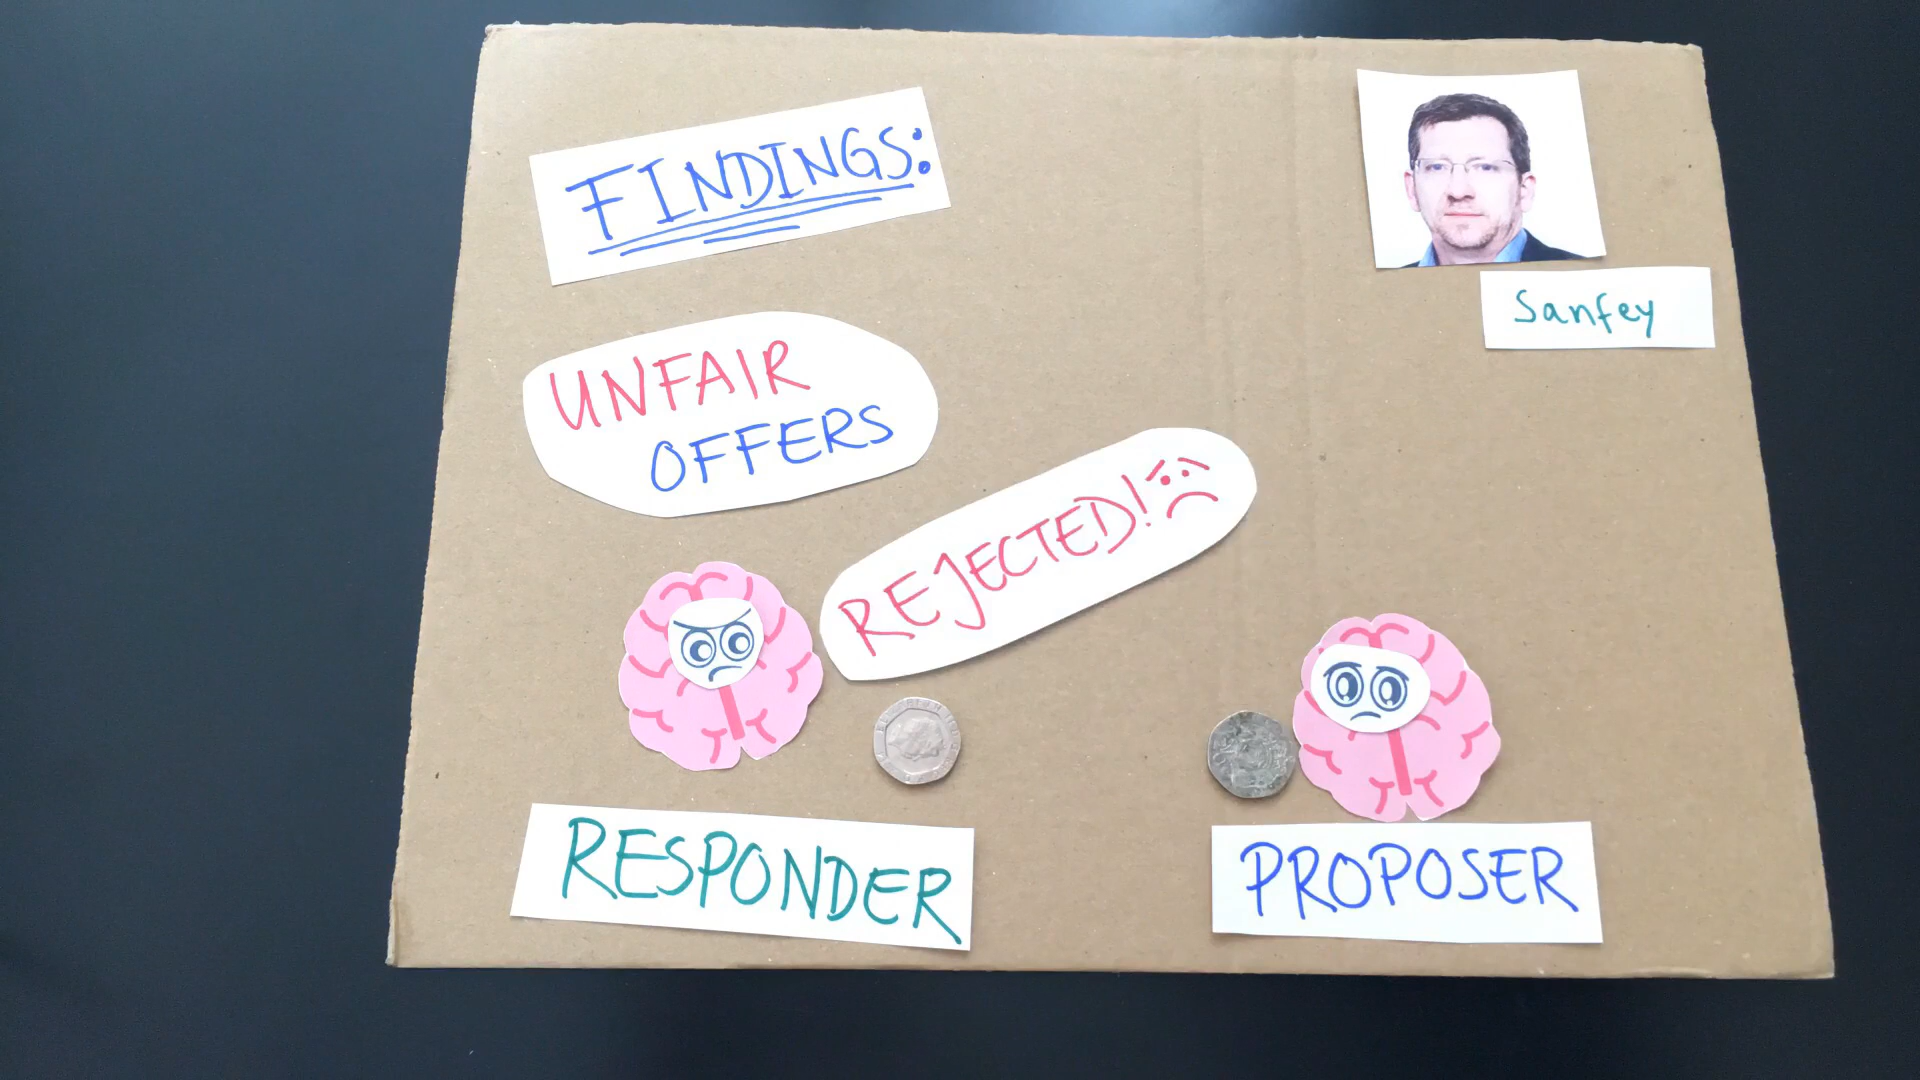 FINDINGS:
Sanfey
UNFAIR
OFFERS
REJECTED!
RESPONDER
PROPOSER